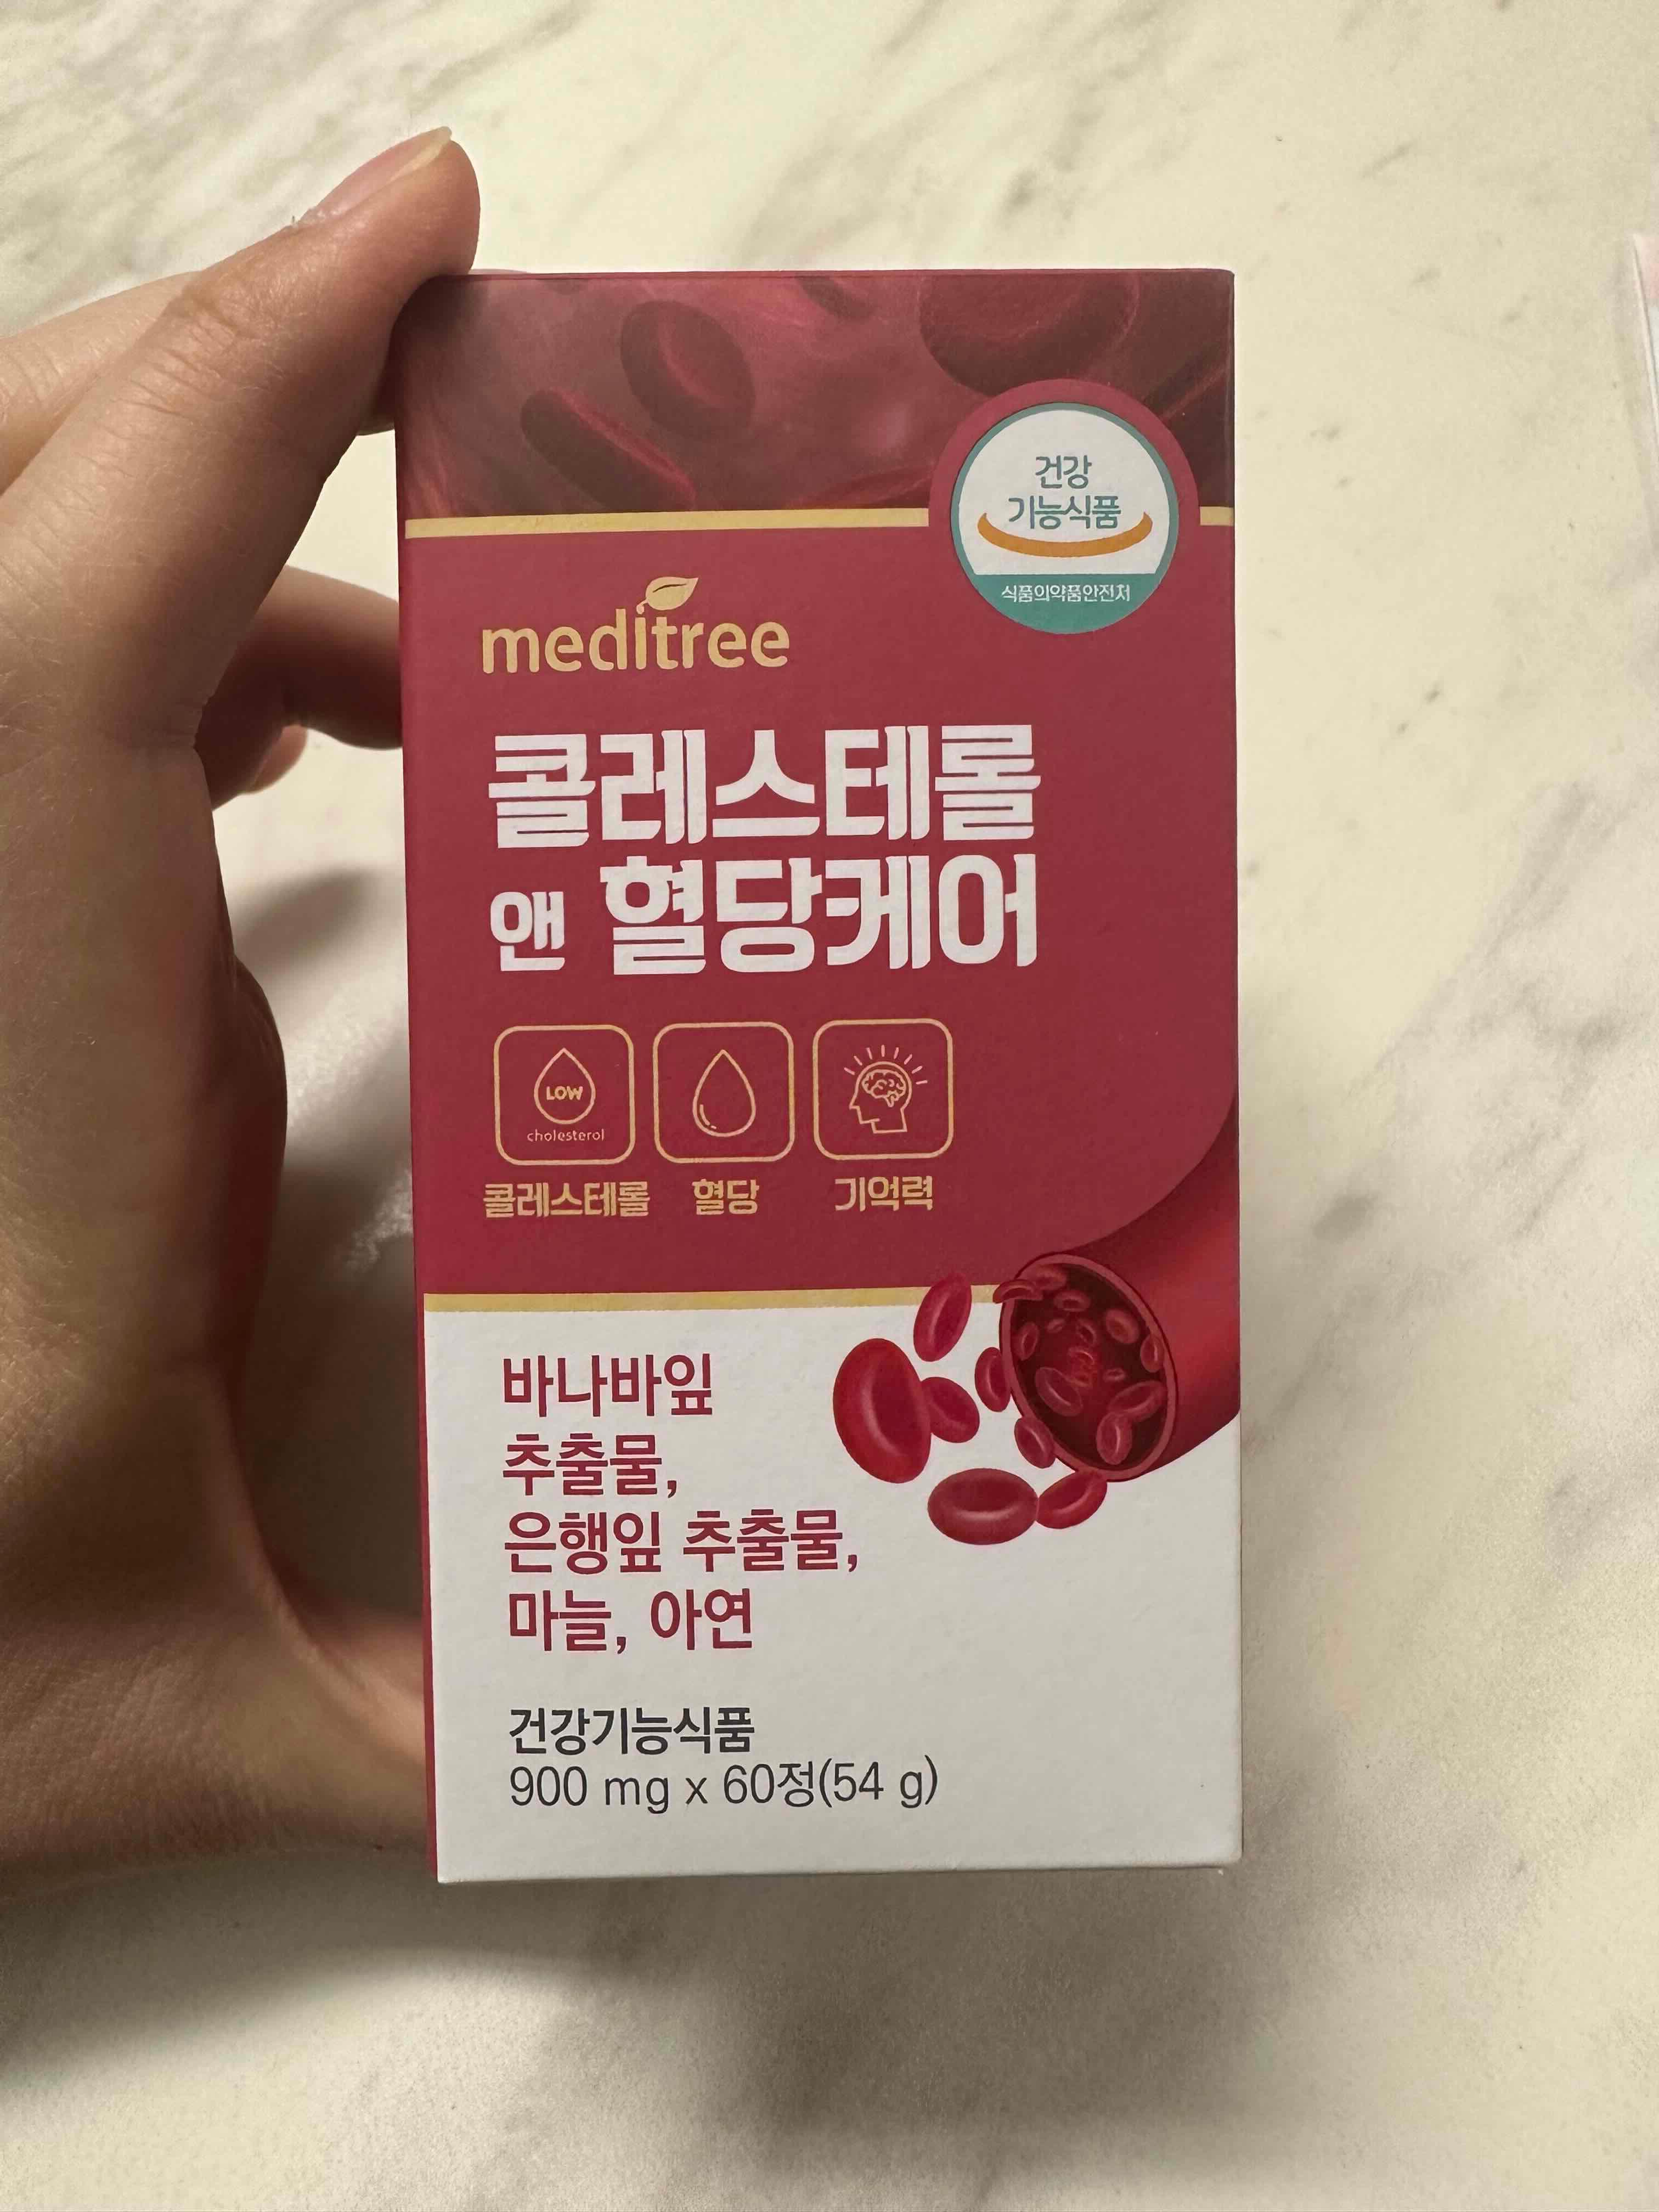 건강
기능식품
식품의약품안전처
meditree
콜레스테롤
앤 혈당케어
LOW
cholesterol
콜레스테롤 혈당 기억력
바나바잎
추출물,
은행잎 추출물,
마늘, 아연
건강기능식품
900 mg x 60정(54 g)